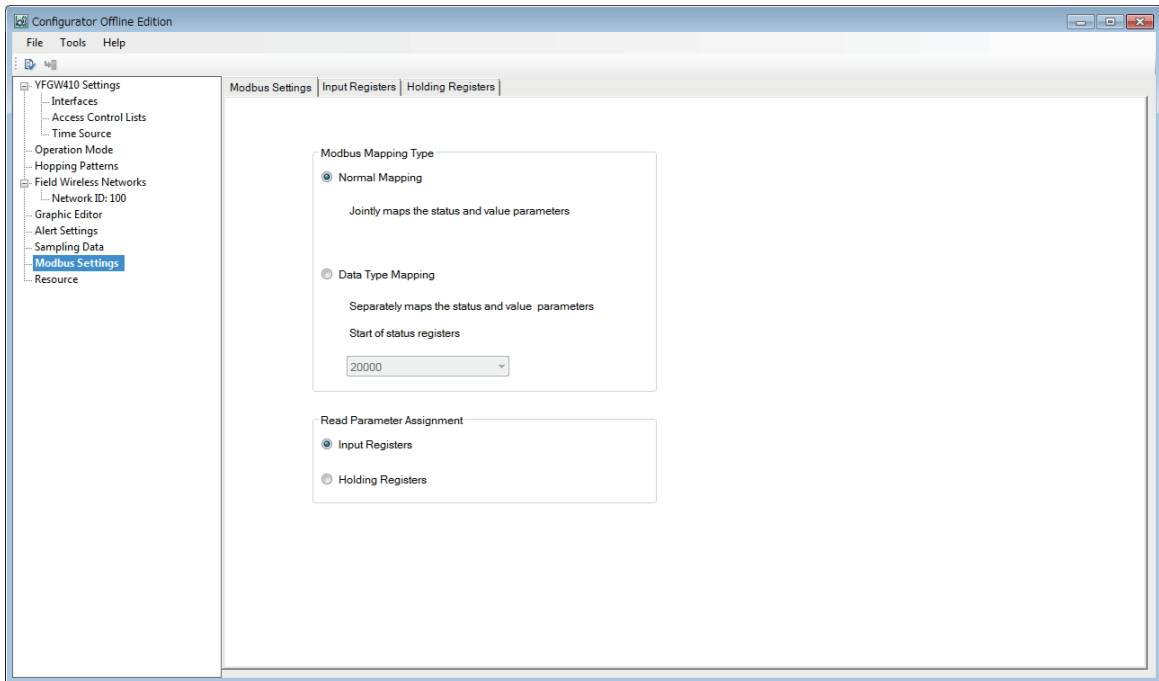 Configurator Offline Edition
File Tools Help
YFGW410 Settings
Interfaces
Access Control Lists
Time Source
Operation Mode
Hopping Patterns
Field Wireless Networks
Network ID: 100
Graphic Editor
Alert Settings
Sampling Data
Modbus Settings
Resource
Modbus Settings Input Registers Holding Registers
Modbus Mapping Type
Normal Mapping
Jointly maps the status and value parameters
Data Type Mapping
Separately maps the status and value parameters
Start of status registers
20000
Read Parameter Assignment
Input Registers
Holding Registers